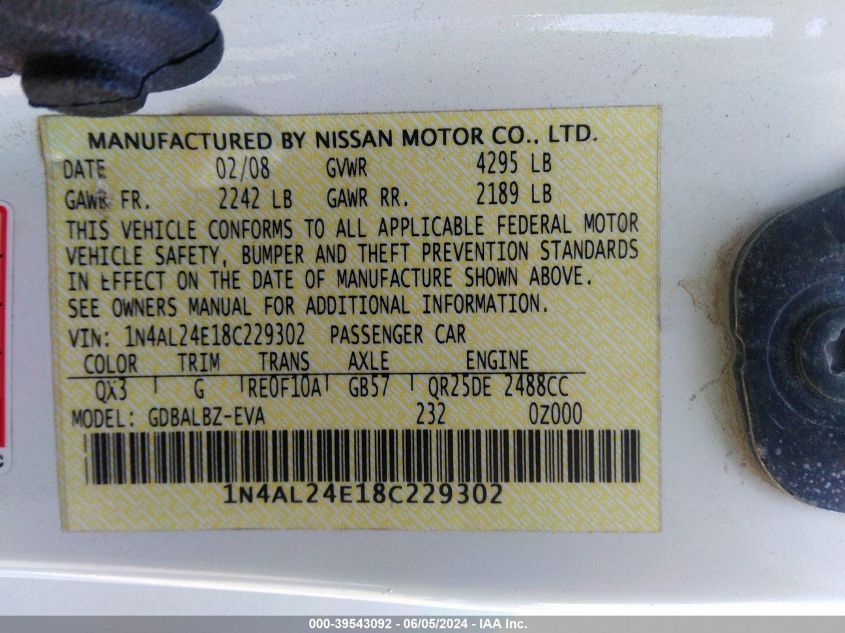 MANUFACTURED BY NISSAN MOTOR CO., LTD.
DATE 02/08 GVWR 4295 LB
GAWR FR. 2242 LB GAWR RR. 2189 LB
THIS VEHICLE CONFORMS TO ALL APPLICABLE FEDERAL MOTOR
VEHICLE SAFETY, BUMPER AND THEFT PREVENTION STANDARDS
IN EFFECT ON THE DATE OF MANUFACTURE SHOWN ABOVE.
SEE OWNERS MANUAL FOR ADDITIONAL INFORMATION.
VIN: 1N4AL24E18C229302 PASSENGER CAR
COLOR TRIM TRANS AXLE ENGINE
QX3 G RE0F10A GB57 QR25DE 2488CC
MODEL: GDBALBZ-EVA 232 0Z000
1N4AL24E18C229302
000-39543092 - 06/05/2024 - IAA Inc.